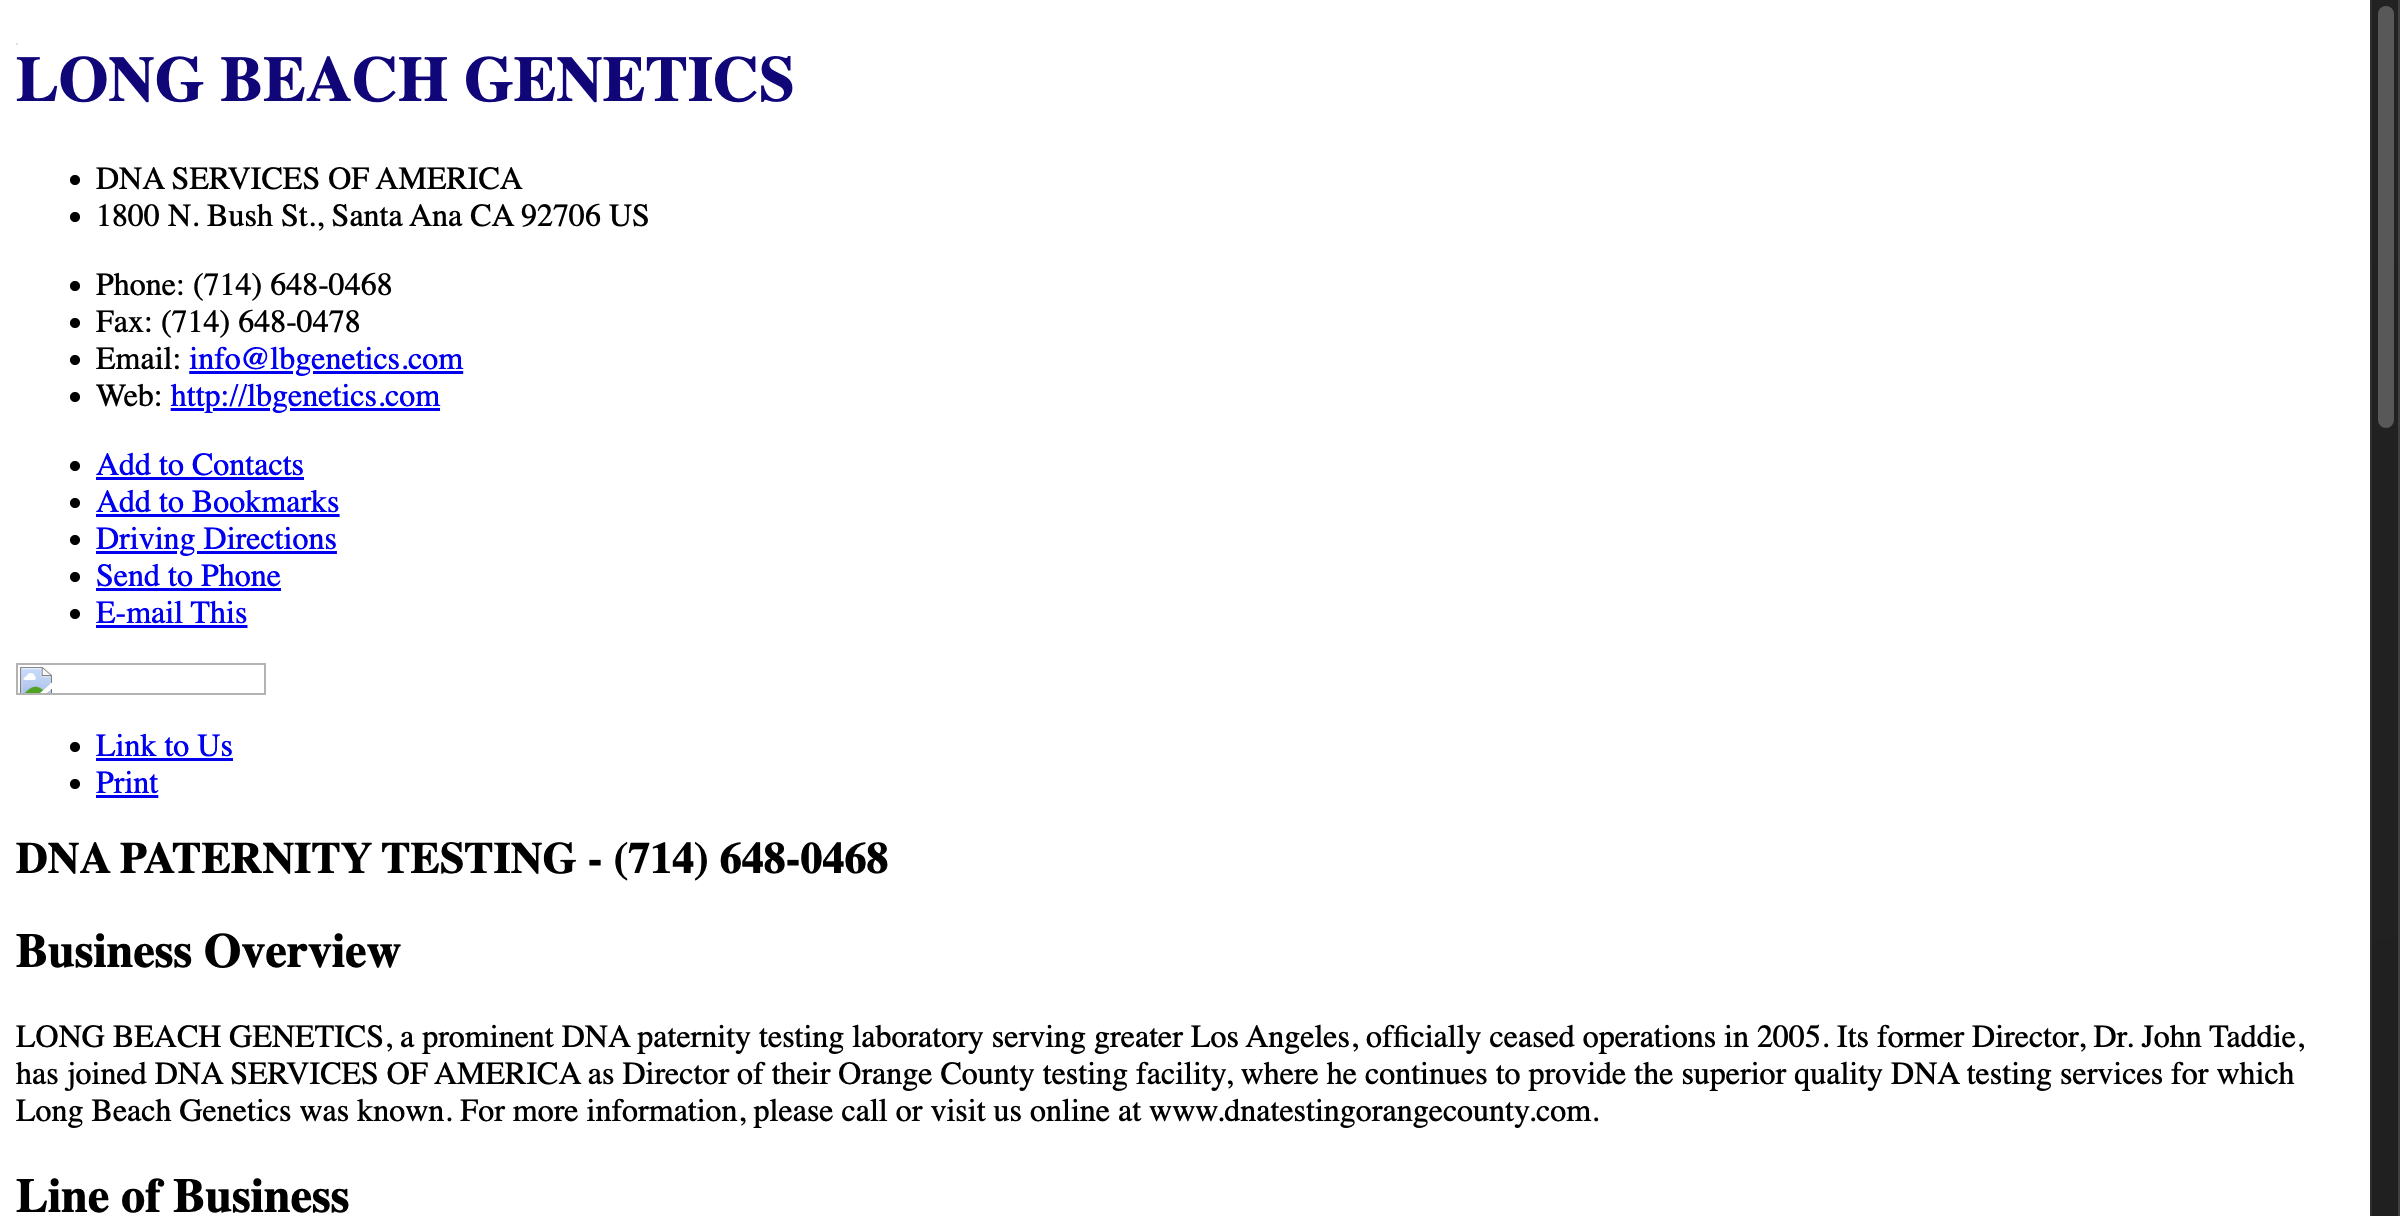 LONG BEACH GENETICS
DNA SERVICES OF AMERICA
1800 N. Bush St., Santa Ana CA 92706 US
Phone: (714) 648-0468
Fax: (714) 648-0478
Email: info@lbgenetics.com
Web: http://lbgenetics.com
Add to Contacts
Add to Bookmarks
Driving Directions
Send to Phone
E-mail This
Link to Us
Print
DNA PATERNITY TESTING - (714) 648-0468
Business Overview
LONG BEACH GENETICS, a prominent DNA paternity testing laboratory serving greater Los Angeles, officially ceased operations in 2005. Its former Director, Dr. John Taddie,
has joined DNA SERVICES OF AMERICA as Director of their Orange County testing facility, where he continues to provide the superior quality DNA testing services for which
Long Beach Genetics was known. For more information, please call or visit us online at www.dnatestingorangecounty.com.
Line of Business